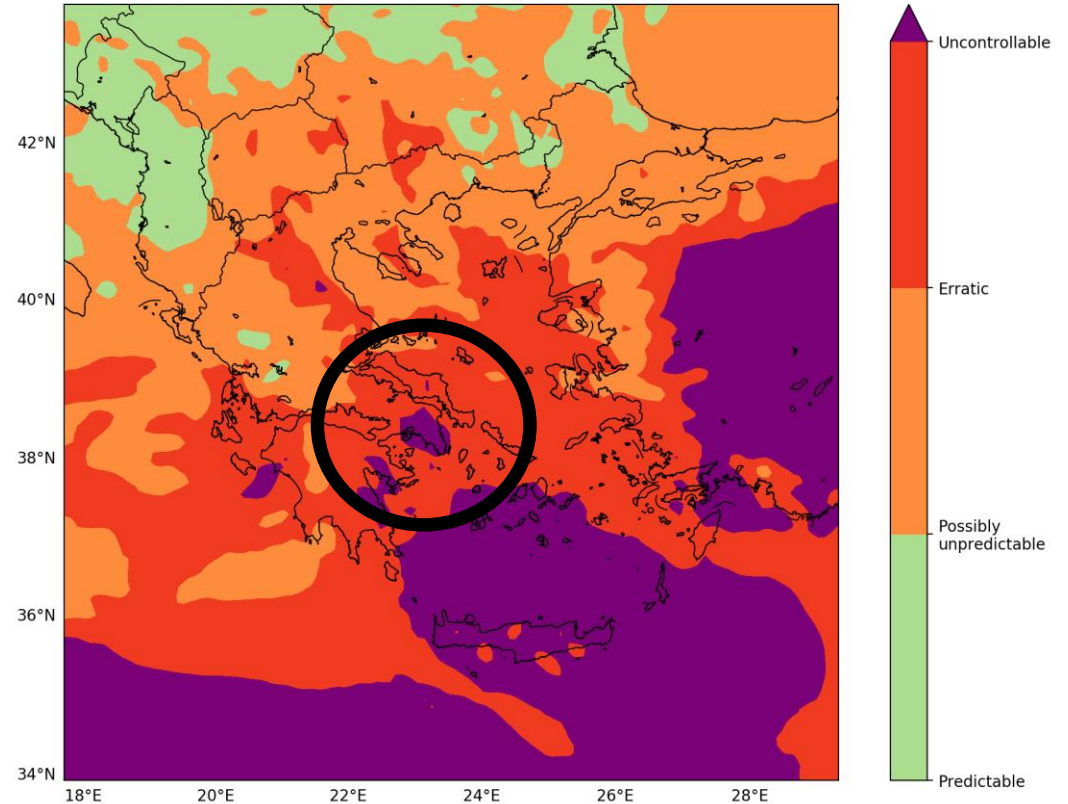 42°N
40°N
38°N
36°N
34°N
18°E
20°E
22°E
24°E
26°E
28°E
Uncontrollable
Erratic
Possibly
unpredictable
Predictable